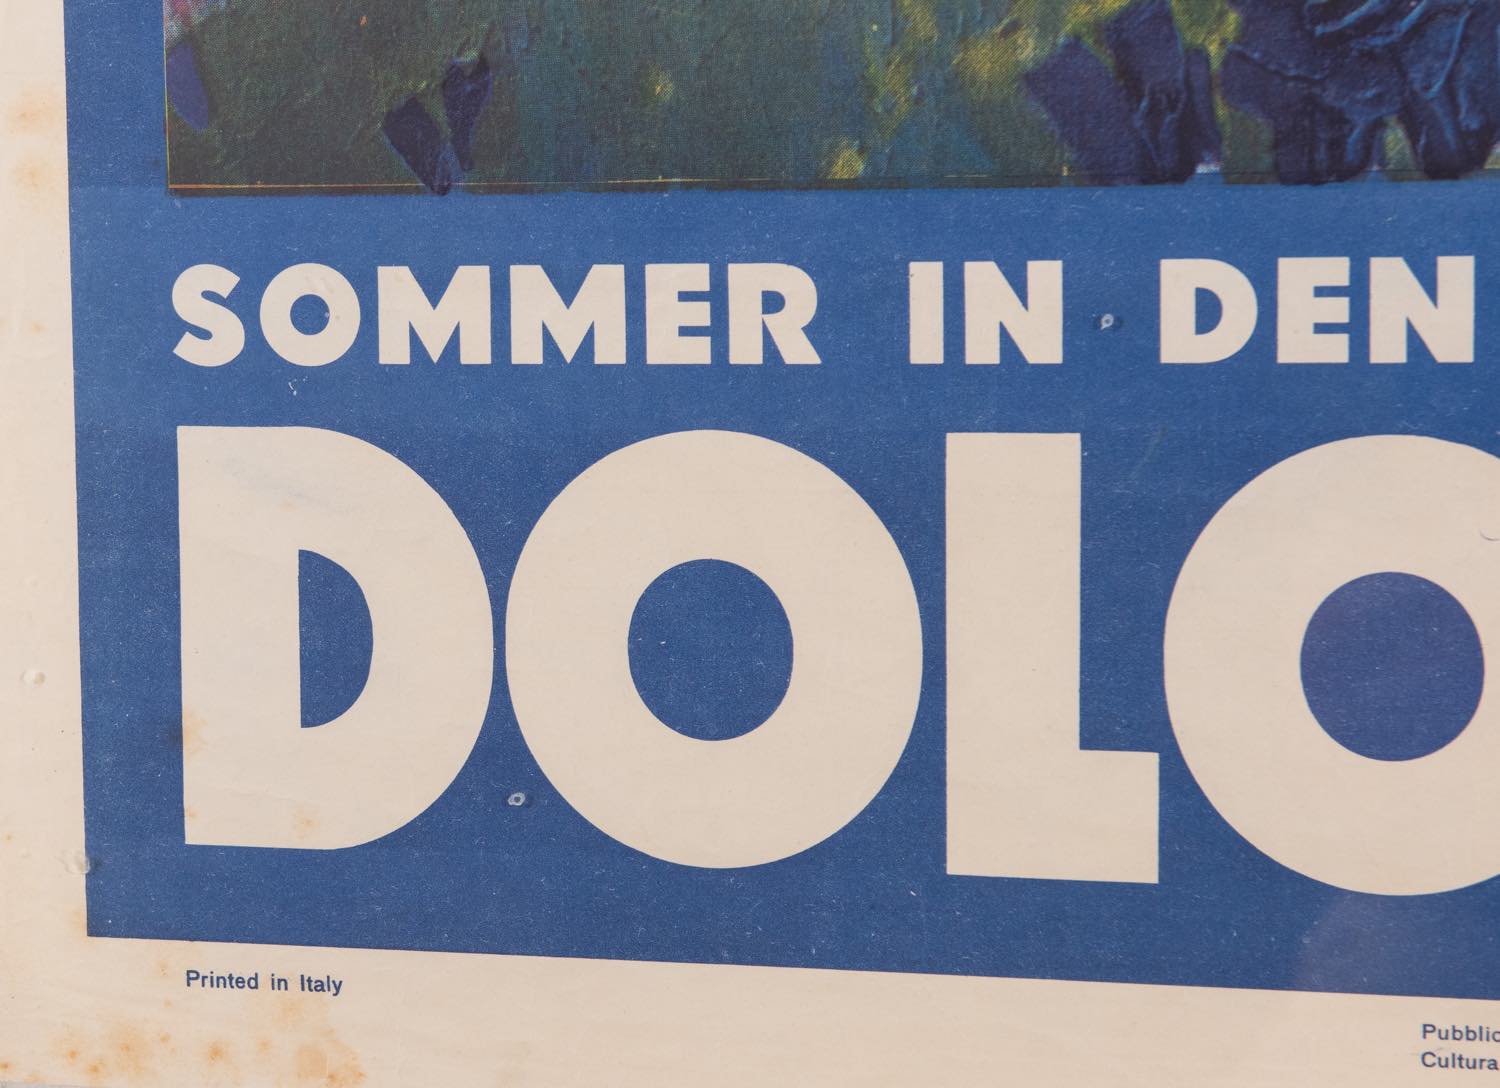 SOMMER IN DEN
DOLO
Printed in Italy
Pubblic
Cultura